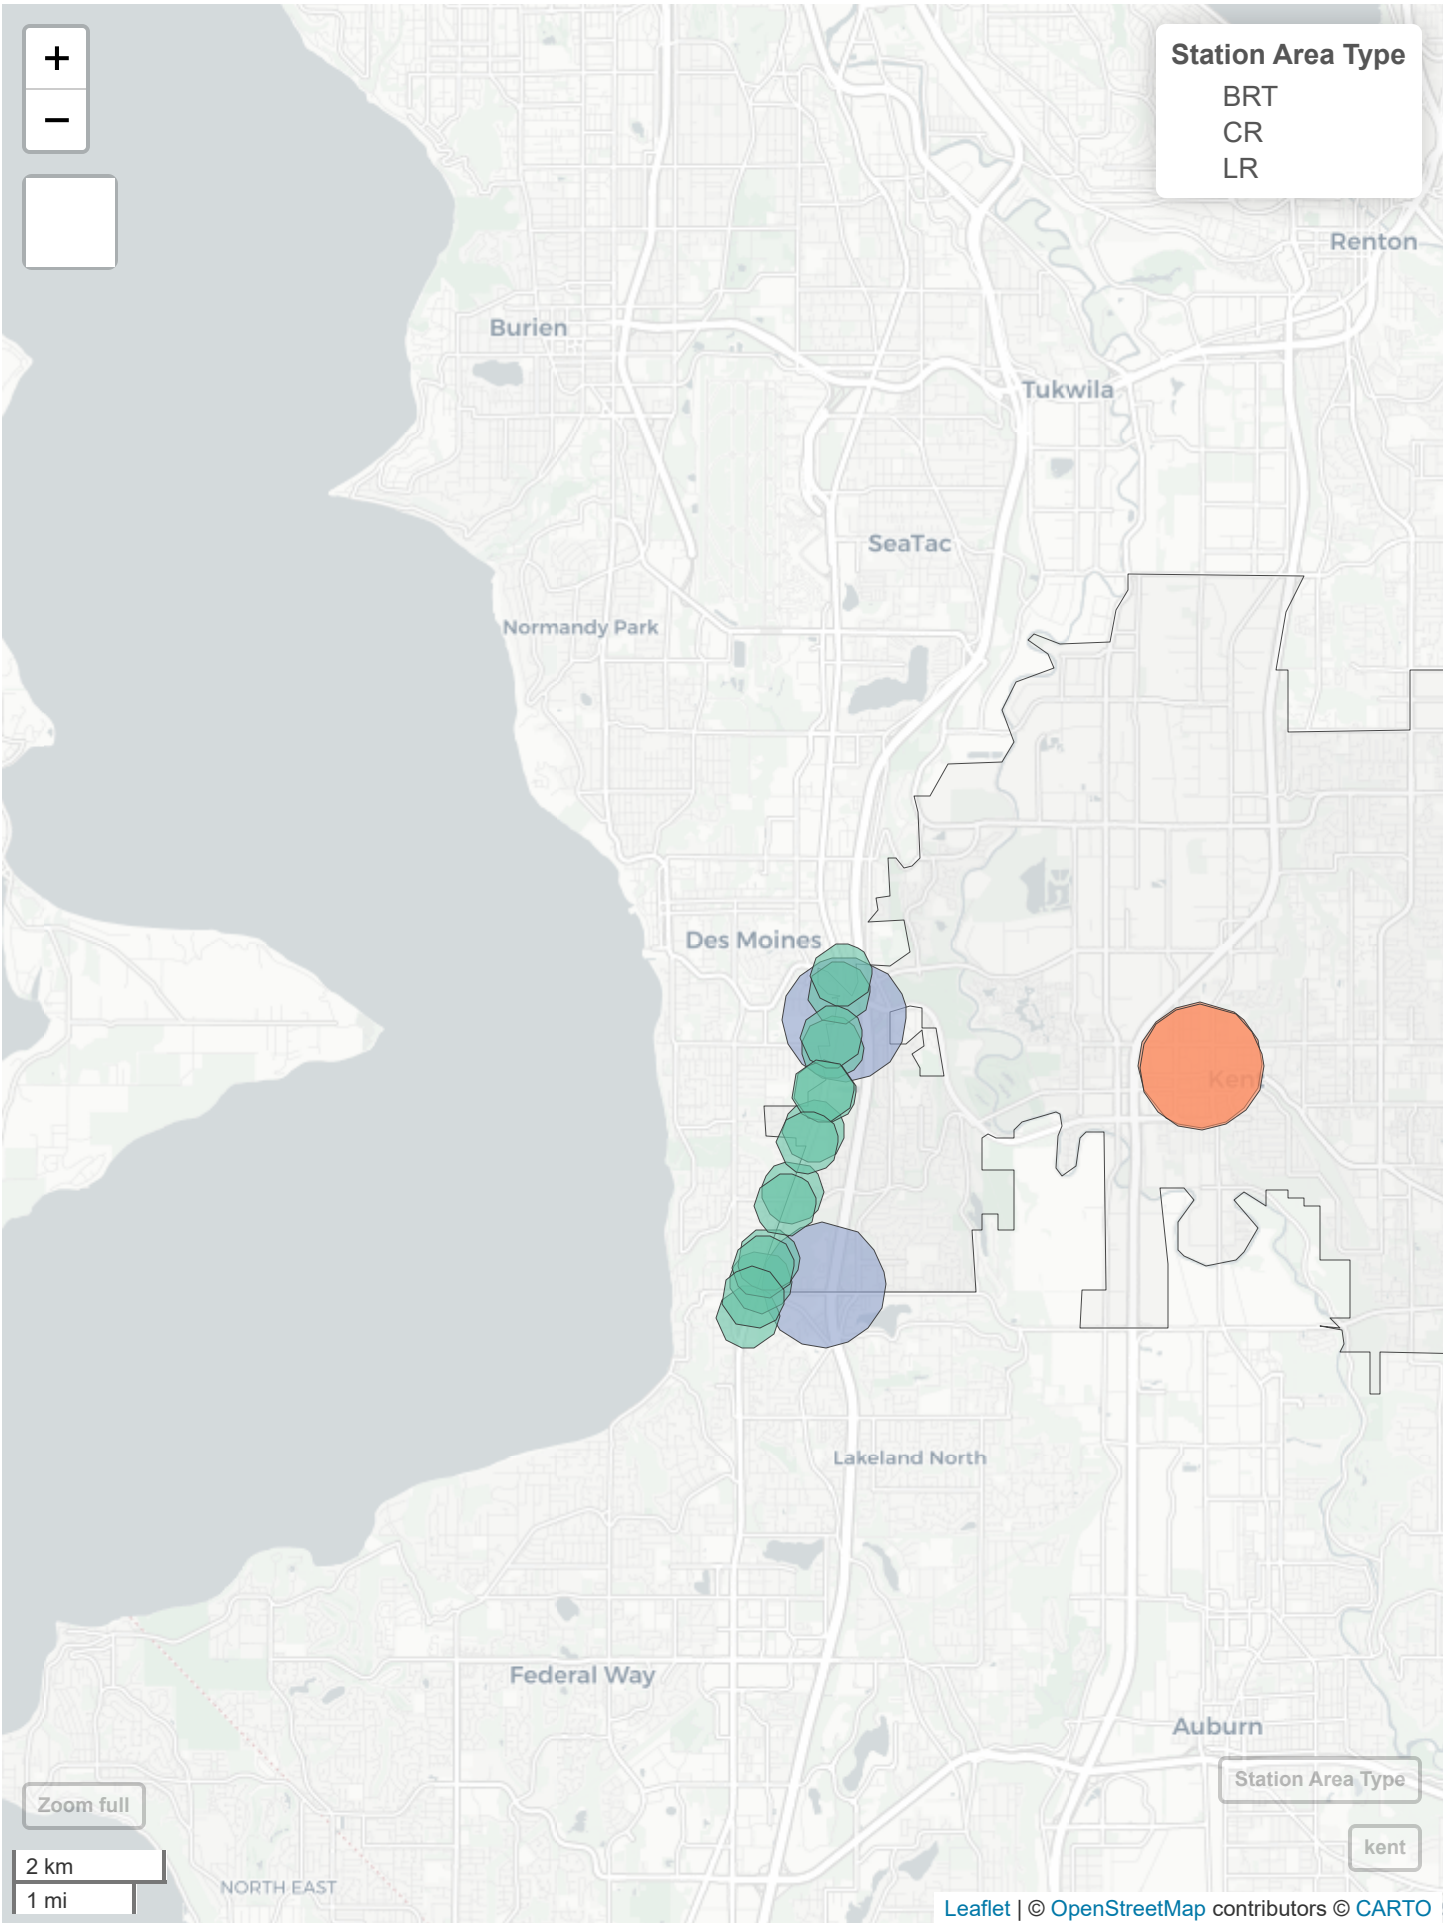 +
−
Station Area Type
BRT
CR
LR
Renton
Burien
Tukwila
SeaTac
Normandy Park
Des Moines
Kent
Lakeland North
Federal Way
Auburn
Station Area Type
Zoom full
kent
2 km
1 mi
NORTH EAST
Leaflet | © OpenStreetMap contributors © CARTO